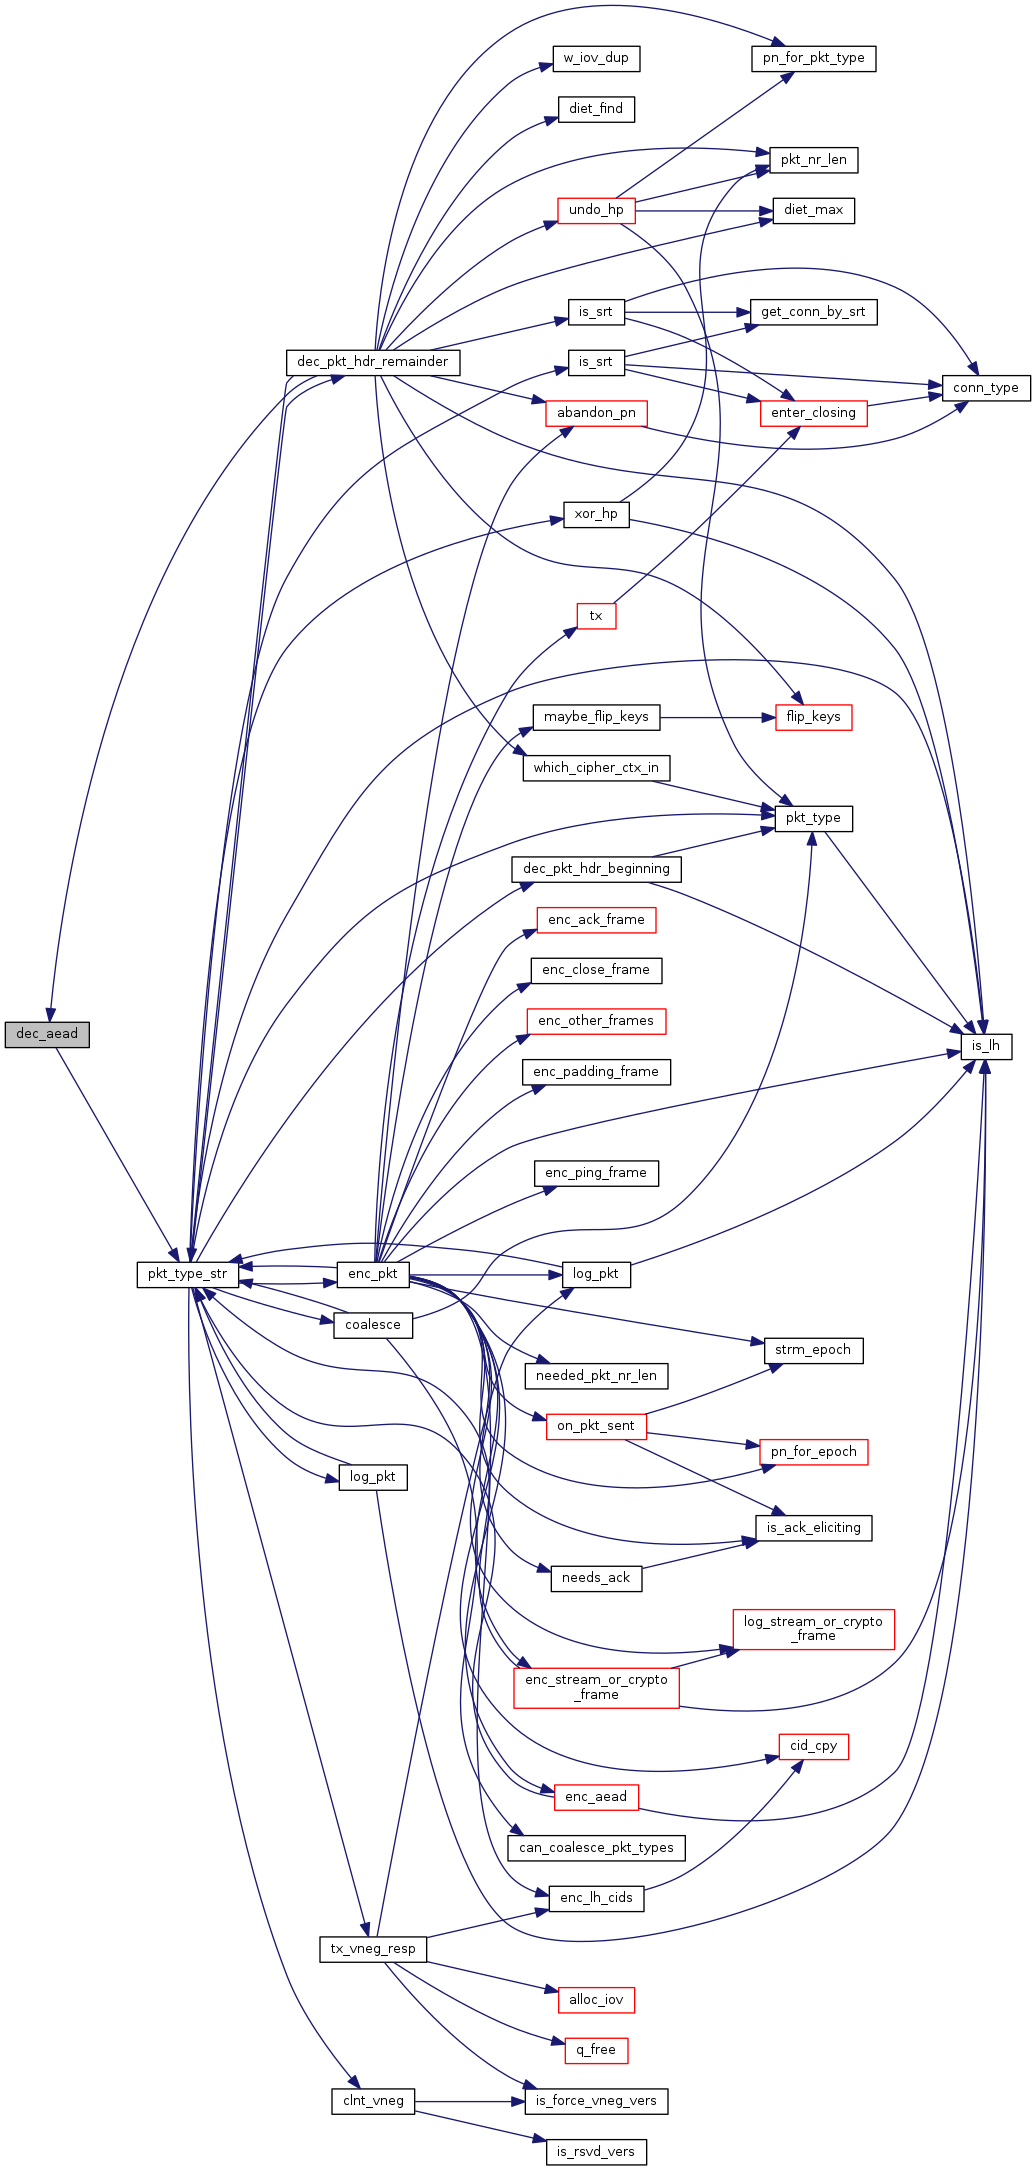 pn_for_pkt_type
w_iov_dup
diet_find
pkt_nr_len
undo_hp
diet_max
is_srt
get_conn_by_srt
dec_pkt_hdr_remainder
is_srt
conn_type
abandon_pn
enter_closing
xor_hp
tx
maybe_flip_keys
flip_keys
which_cipher_ctx_in
pkt_type
dec_pkt_hdr_beginning
enc_ack_frame
enc_close_frame
enc_other_frames
dec_aead
is_lh
enc_padding_frame
enc_ping_frame
pkt_type_str
enc_pkt
log_pkt
coalesce
strm_epoch
needed_pkt_nr_len
on_pkt_sent
pn_for_epoch
log_pkt
is_ack_eliciting
needs_ack
log_stream_or_crypto
_frame
enc_stream_or_crypto
_frame
cid_cpy
enc_aead
can_coalesce_pkt_types
enc_lh_cids
tx_vneg_resp
alloc_iov
q_free
clnt_vneg
is_force_vneg_vers
is_rsvd_vers